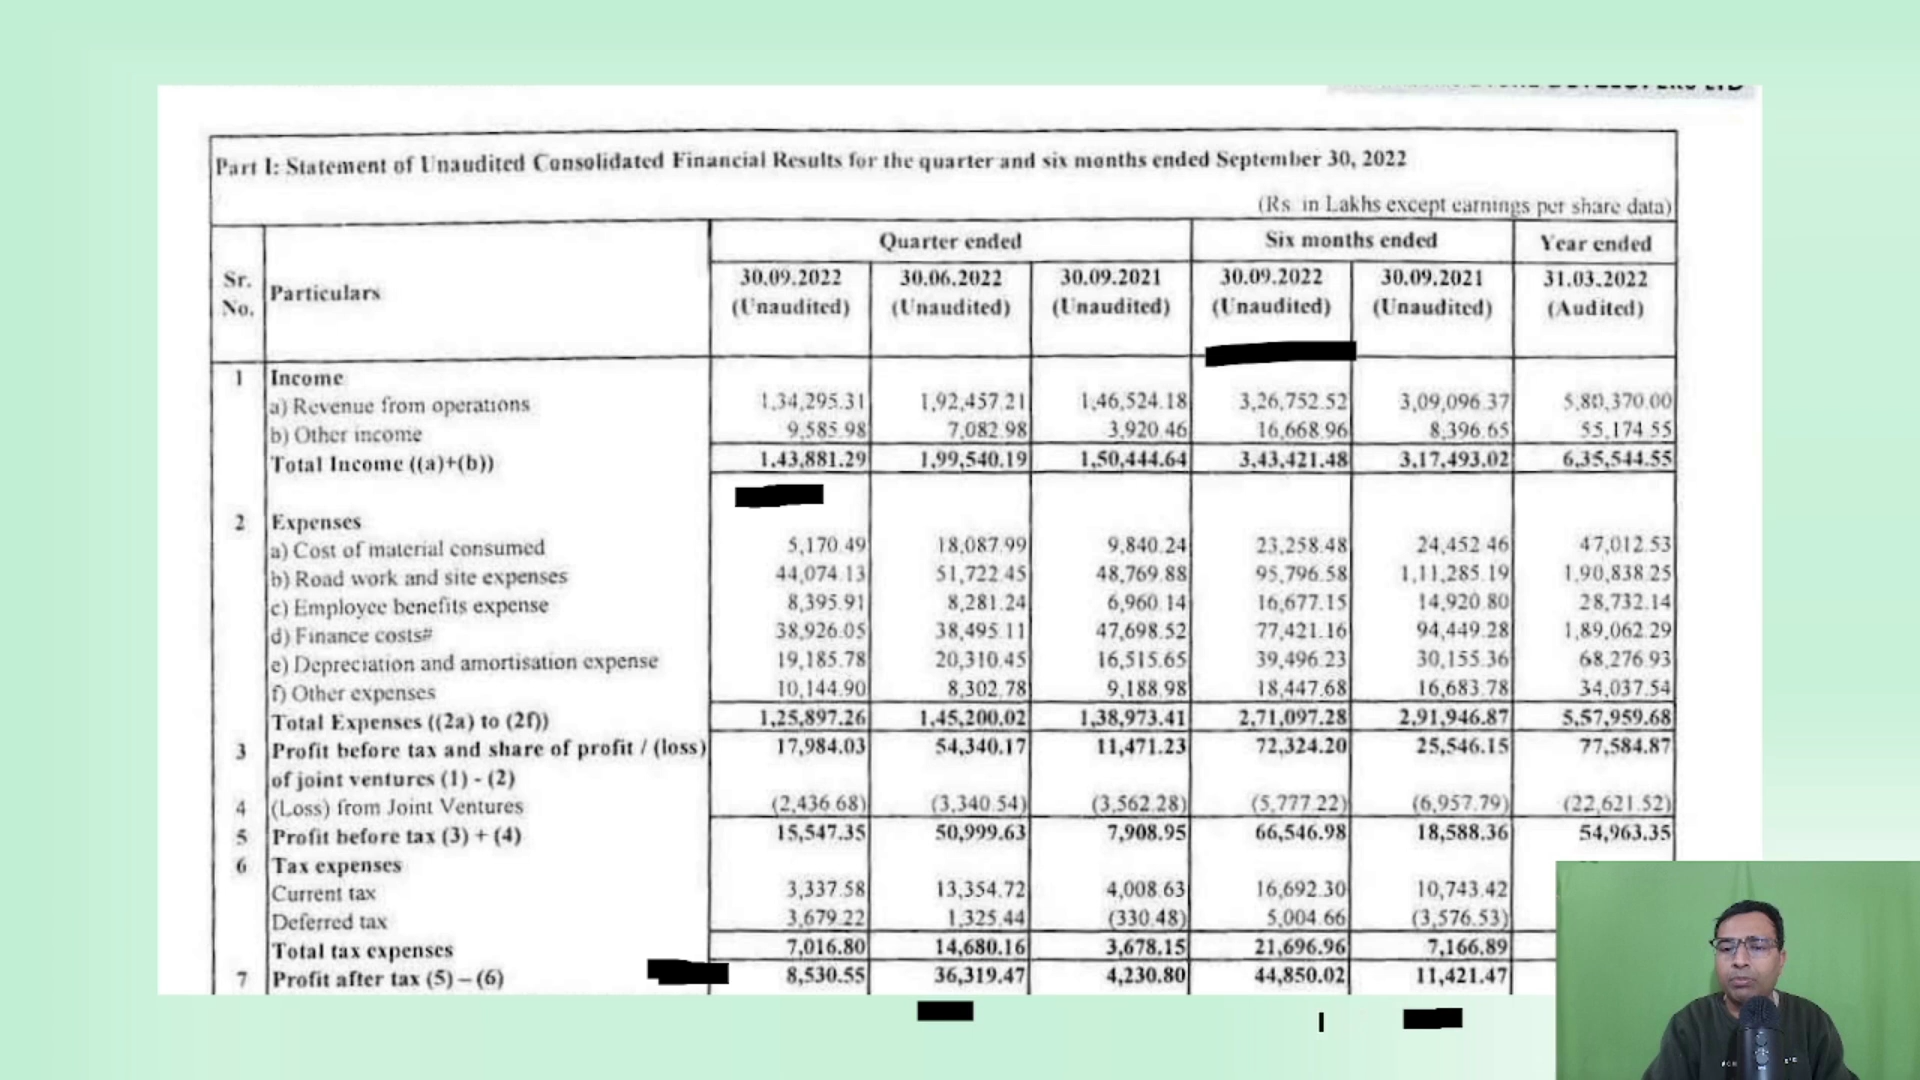 DEVELOPERS LTD
Part I: Statement of Unaudited Consolidated Financial Results for the quarter and six months ended September 30, 2022
(Rs in Lakhs except earnings per share data)
Sr. No. Particulars Quarter ended Six months ended Year ended
30.09.2022 30.06.2022 30.09.2021 30.09.2022 30.09.2021 31.03.2022
(Unaudited) (Unaudited) (Unaudited) (Unaudited) (Unaudited) (Audited)
1 Income
a) Revenue from operations 1,34,295.31 1,92,457.21 1,46,524.18 3,26,752.52 3,09,096.37 5,80,370.00
b) Other income 9,585.98 7,082.98 3,920.46 16,668.96 8,396.65 55,174.55
Total Income ((a)+(b)) 1,43,881.29 1,99,540.19 1,50,444.64 3,43,421.48 3,17,493.02 6,35,544.55
2 Expenses
a) Cost of material consumed 5,170.49 18,087.99 9,840.24 23,258.48 24,452.46 47,012.53
b) Road work and site expenses 44,074.13 51,722.45 48,769.88 95,796.58 1,11,285.19 1,90,838.25
c) Employee benefits expense 8,395.91 8,281.24 6,960.14 16,677.15 14,920.80 28,732.14
d) Finance costs# 38,926.05 38,495.11 47,698.52 77,421.16 94,449.28 1,89,062.29
e) Depreciation and amortisation expense 19,185.78 20,310.45 16,515.65 39,496.23 30,155.36 68,276.93
f) Other expenses 10,144.90 8,302.78 9,188.98 18,447.68 16,683.78 34,037.54
Total Expenses ((2a) to (2f)) 1,25,897.26 1,45,200.02 1,38,973.41 2,71,097.28 2,91,946.87 5,57,959.68
3 Profit before tax and share of profit / (loss) 17,984.03 54,340.17 11,471.23 72,324.20 25,546.15 77,584.87
of joint ventures (1) - (2)
4 (Loss) from Joint Ventures (2,436.68) (3,340.54) (3,562.28) (5,777.22) (6,957.79) (22,621.52)
5 Profit before tax (3) + (4) 15,547.35 50,999.63 7,908.95 66,546.98 18,588.36 54,963.35
6 Tax expenses
Current tax 3,337.58 13,354.72 4,008.63 16,692.30 10,743.42
Deferred tax 3,679.22 1,325.44 (330.48) 5,004.66 (3,576.53)
Total tax expenses 7,016.80 14,680.16 3,678.15 21,696.96 7,166.89
7 Profit after tax (5) – (6) 8,530.55 36,319.47 4,230.80 44,850.02 11,421.47